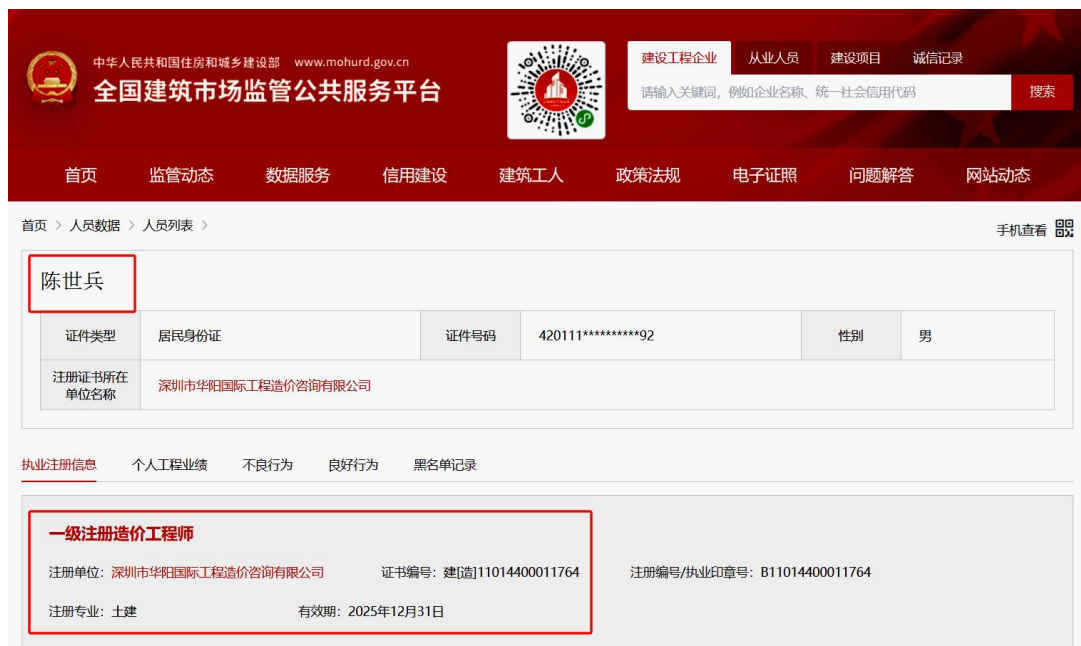 中华人民共和国住房和城乡建设部 www.mohurd.gov.cn
全国建筑市场监管公共服务平台
建设工程企业 从业人员 建设项目 诚信记录
请输入关键词，例如企业名称、统一社会信用代码 搜索
首页 监管动态 数据服务 信用建设 建筑工人 政策法规 电子证照 问题解答 网站动态
首页 > 人员数据 > 人员列表 >
手机查看
陈世兵
证件类型 居民身份证 证件号码 420111**********92 性别 男
注册证书所在
单位名称
深圳市华阳国际工程造价咨询有限公司
执业注册信息 个人工程业绩 不良行为 良好行为 黑名单记录
一级注册造价工程师
注册单位：深圳市华阳国际工程造价咨询有限公司 证书编号：建[造]11014400011764 注册编号/执业印章号：B11014400011764
注册专业：土建 有效期：2025年12月31日